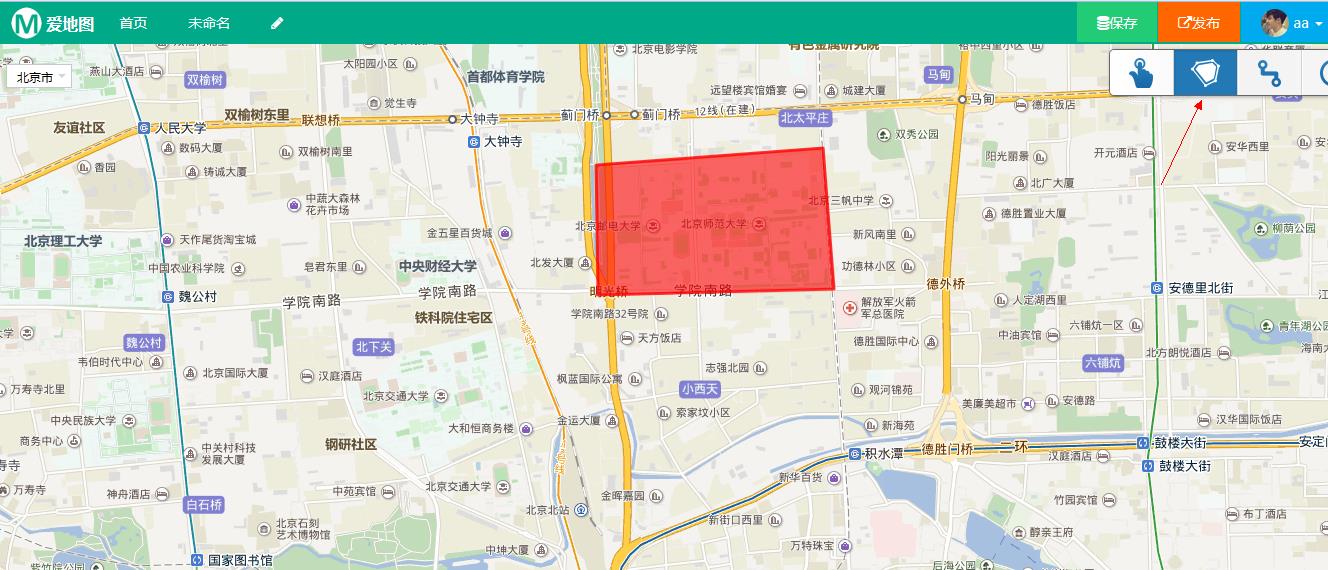 爱地图
首页
未命名
保存
发布
aa
北京市
北京电影学院
燕山大酒店
双榆树
太阳园小区
首都体育学院
远望楼宾馆婚宴
城建大厦
马甸
觉生寺
双榆树东里
联想桥
大钟寺
蓟门桥
蓟门桥
12线(在建)
北太平庄
马甸
德胜饭店
友谊社区
人民大学
数码大厦
大钟寺
双秀公园
香园
铸诚大厦
双榆树南里
阳光丽景
开元酒店
安华西里
中蔬大森林
花卉市场
北京三帆中学
北广大厦
德胜置业大厦
北京理工大学
天作尾货淘宝城
金五星百货城
北京邮电大学
北京师范大学
新风南里
柳荫公园
中国农业科学院
皂君东里
中央财经大学
北发大厦
功德林小区
魏公村
学院南路
学院南路
明光桥
学院南路
德外桥
安德里北街
铁科院住宅区
学院南路32号院
解放军火箭
军总医院
人定湖西里
魏公村
北下关
天方饭店
德胜国际中心
中油宾馆
六铺炕一区
青年湖公园
韦伯时代中心
北京国际大厦
汉庭酒店
枫蓝国际公寓
志强北园
小西天
六铺炕
北方朗悦酒店
万寿寺北里
北京交通大学
观河锦苑
美廉美超市
安德路
中央民族大学
大和恒商务楼
金运大厦
索家坟小区
新海苑
汉华国际饭店
商务中心
中关村科技
发展大厦
钢研社区
积水潭
德胜门桥
二环
鼓楼大街
鼓楼大街
万寿寺
神舟酒店
白石桥
中苑宾馆
北京交通大学
北京北站
金晖嘉园
新华百货
汉庭酒店
竹园宾馆
布丁酒店
北京石刻
艺术博物馆
新街口西里
醇亲王府
国家图书馆
中坤大厦
万特珠宝